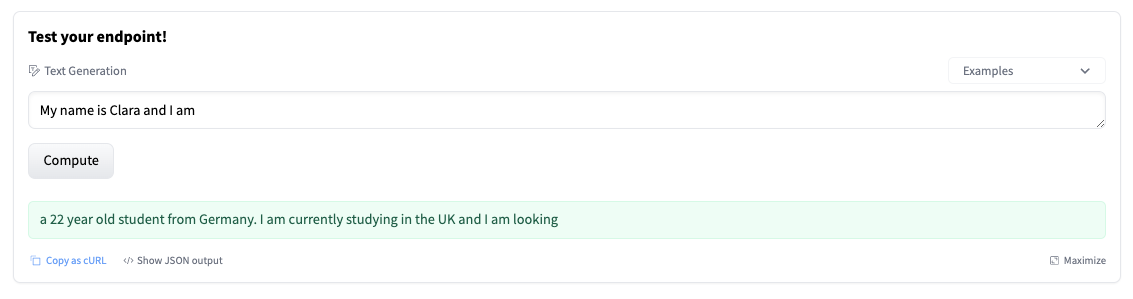 Test your endpoint!
Text Generation
Examples
My name is Clara and I am
Compute
a 22 year old student from Germany. I am currently studying in the UK and I am looking
Copy as cURL </> Show JSON output Maximize